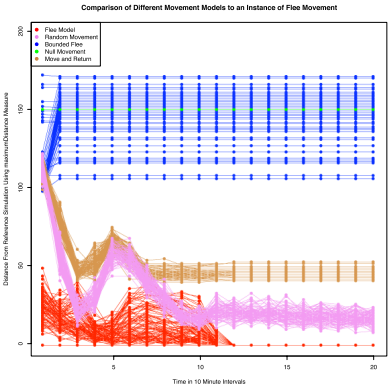 Comparison of Different Movement Models to an Instance of Flee Movement
Flee Model
Random Movement
Bounded Flee
Null Movement
Move and Return
Distance From Reference Simulation Using maximumDistance Measure
200
150
100
50
0
5
10
15
20
Time in 10 Minute Intervals